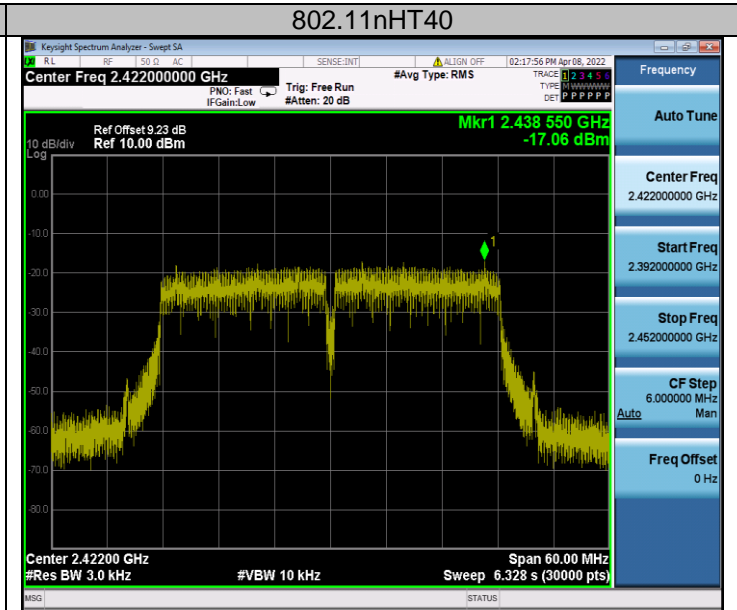 802.11nHT40
Keysight Spectrum Analyzer - Swept SA
RL RF 50 Ω AC SENSE:INT ALIGN OFF 02:17:56 PM Apr 08, 2022
Center Freq 2.422000000 GHz #Avg Type: RMS TRACE 1 2 3 4 5 6
PNO: Fast Trig: Free Run TYPE M WWWWW
IFGain:Low #Atten: 20 dB DET P P P P P P
Frequency
Auto Tune
Mkr1 2.438 550 GHz
Ref Offset 9.23 dB
10 dB/div Ref 10.00 dBm -17.06 dBm
Log
0.00
-10.0
1
-20.0
-30.0
-40.0
-50.0
-60.0
-70.0
-80.0
Center Freq
2.422000000 GHz
Start Freq
2.392000000 GHz
Stop Freq
2.452000000 GHz
CF Step
6.000000 MHz
Auto Man
Freq Offset
0 Hz
Center 2.42200 GHz Span 60.00 MHz
#Res BW 3.0 kHz #VBW 10 kHz Sweep 6.328 s (30000 pts)
MSG STATUS